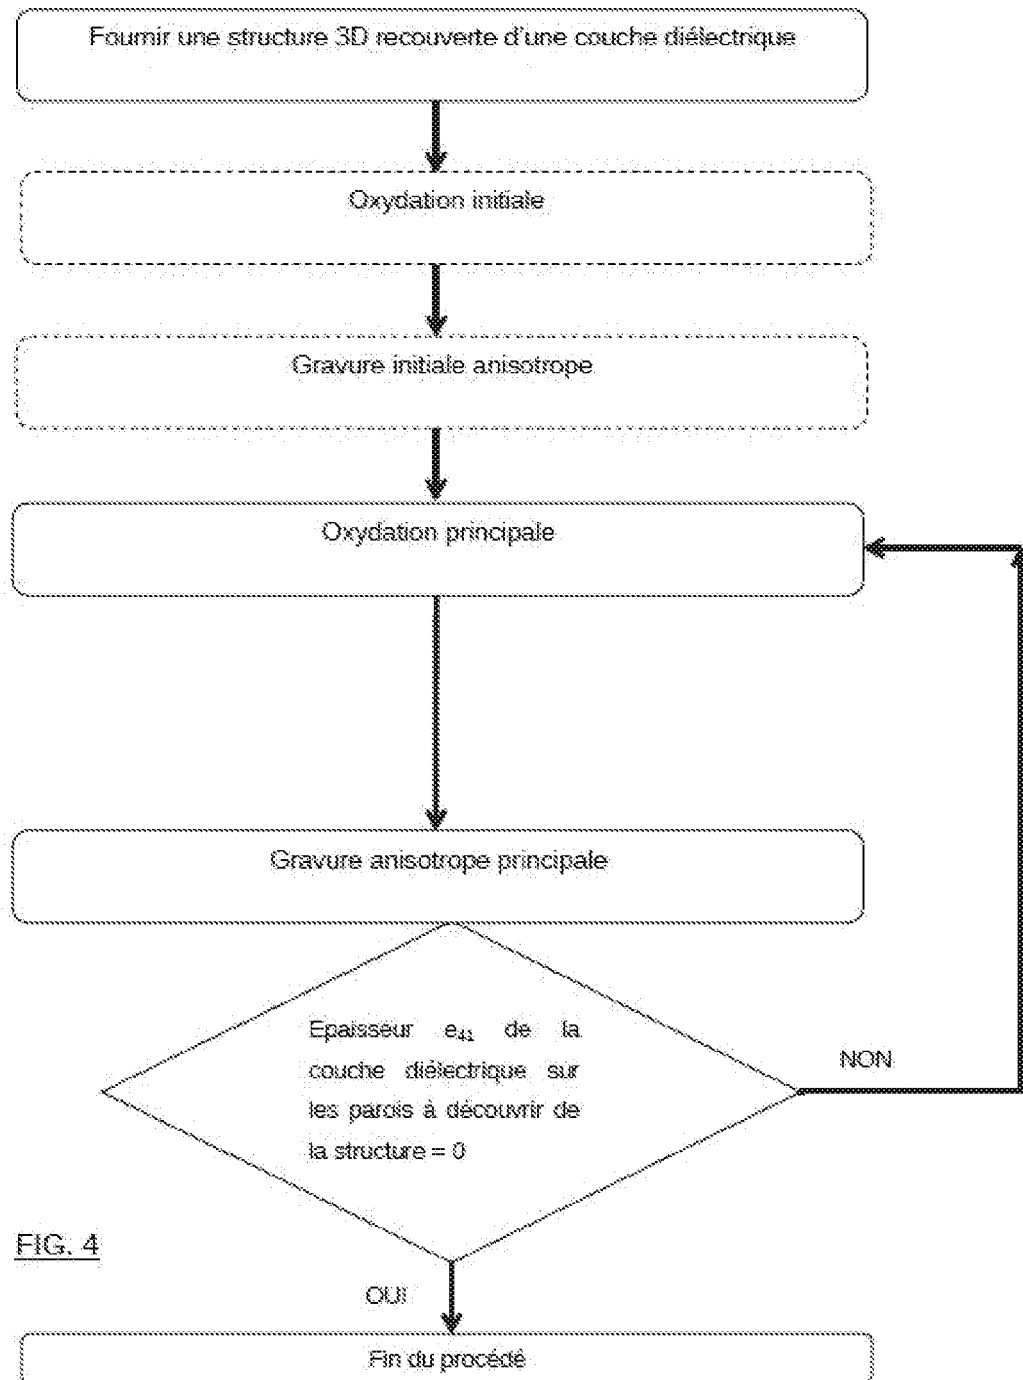 Fournir une structure 3D recouverte d'une couche diélectrique
Oxydation initiale
Gravure initiale anisotrope
Oxydation principale
Gravure anisotrope principale
Epaisseur e₄₁ de la
couche diélectrique sur
les parois à découvrir de
la structure = 0
NON
FIG. 4
OUI
Fin du procédé